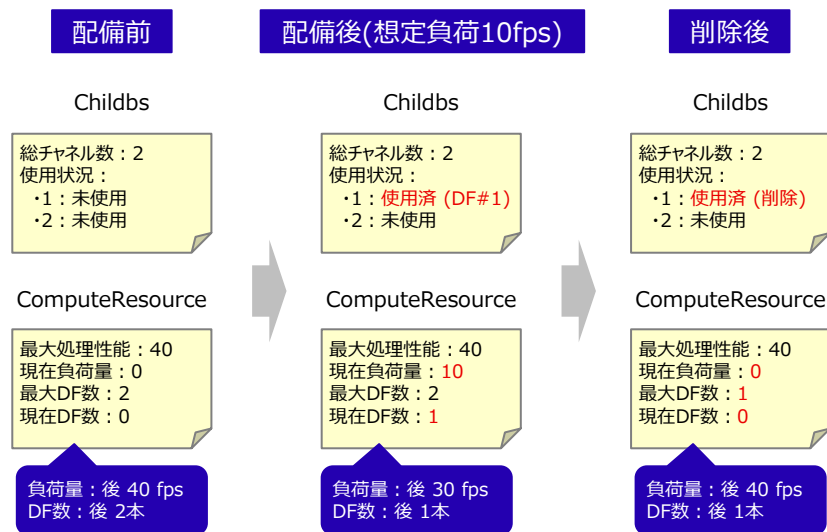 配備前
Childbs
総チャネル数：2
使用状況：
・1：未使用
・2：未使用
ComputeResource
最大処理性能：40
現在負荷量：0
最大DF数：2
現在DF数：0
負荷量：後 40 fps
DF数：後 2本
配備後(想定負荷10fps)
Childbs
総チャネル数：2
使用状況：
・1：使用済 (DF#1)
・2：未使用
ComputeResource
最大処理性能：40
現在負荷量：10
最大DF数：2
現在DF数：1
負荷量：後 30 fps
DF数：後 1本
削除後
Childbs
総チャネル数：2
使用状況：
・1：使用済 (削除)
・2：未使用
ComputeResource
最大処理性能：40
現在負荷量：0
最大DF数：1
現在DF数：0
負荷量：後 40 fps
DF数：後 1本